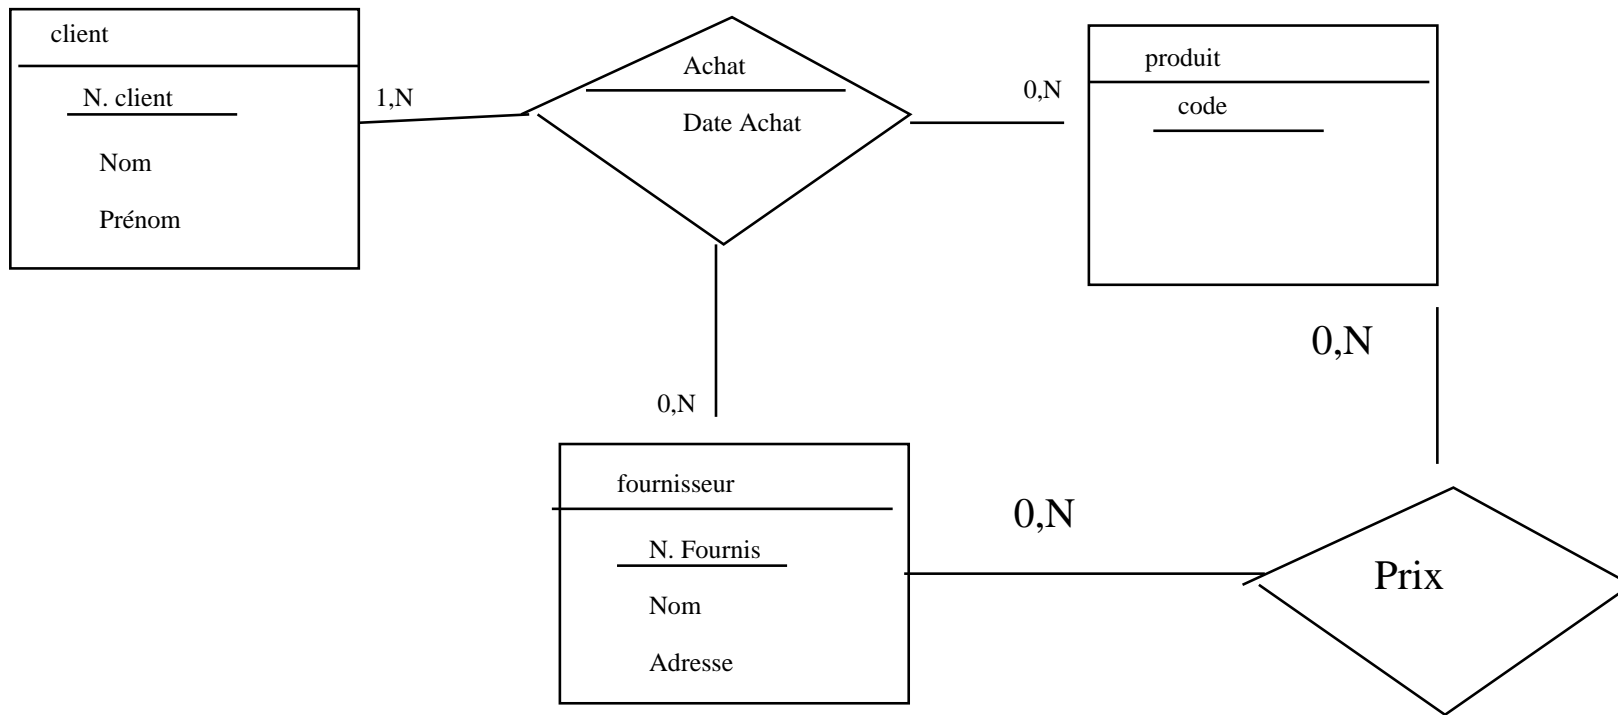 client
N. client
Nom
Prénom
1,N
Achat
Date Achat
0,N
produit
code
0,N
0,N
fournisseur
N. Fournis
Nom
Adresse
0,N
Prix